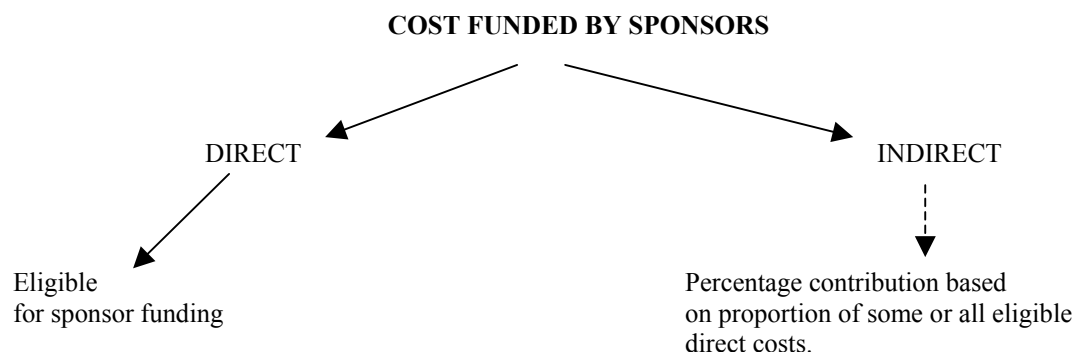 COST FUNDED BY SPONSORS
DIRECT
INDIRECT
Eligible
for sponsor funding
Percentage contribution based
on proportion of some or all eligible
direct costs.